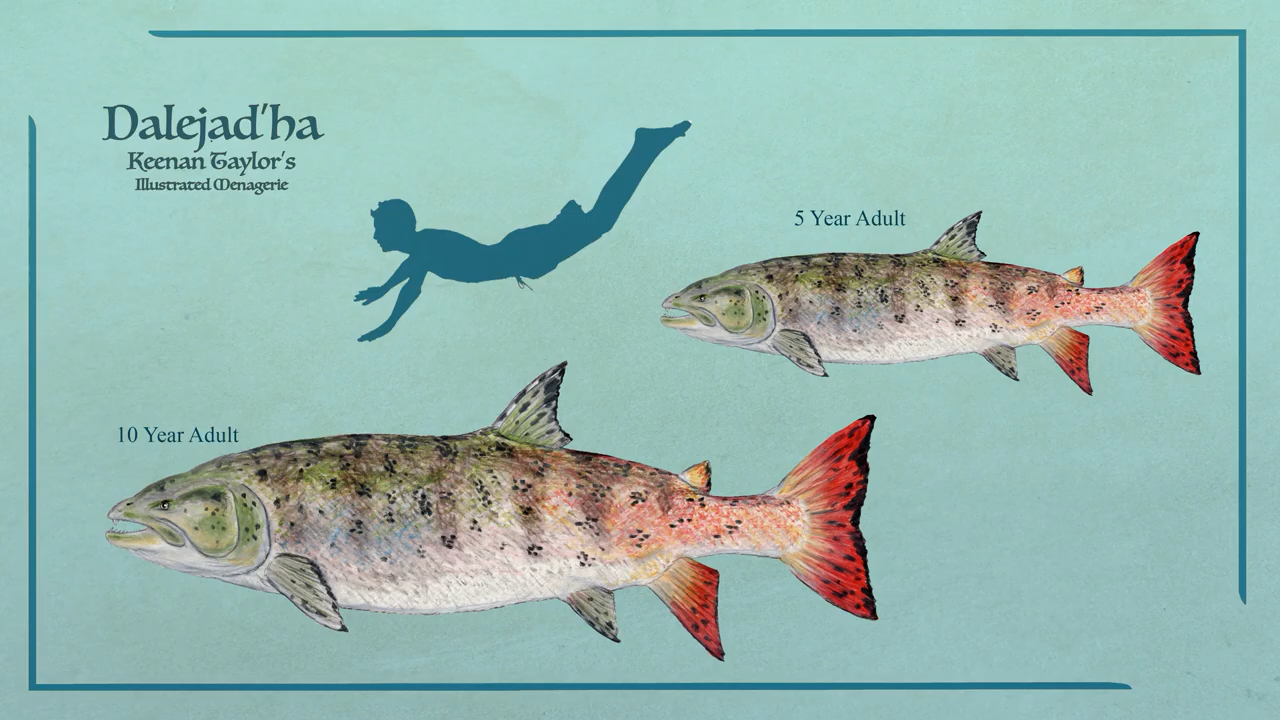 Dalejad'ha
Keenan Taylor's
Illustrated Menagerie
5 Year Adult
10 Year Adult